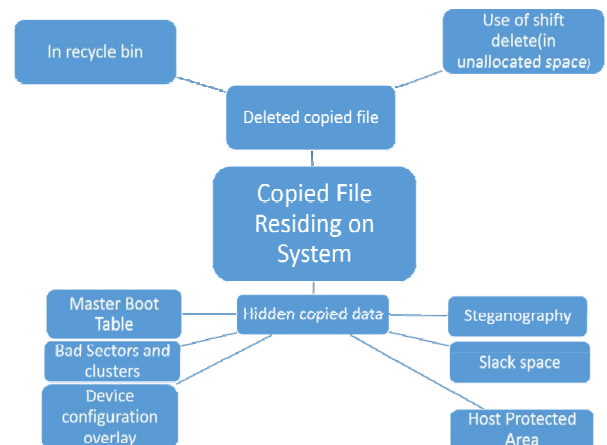 In recycle bin
Use of shift
delete(in
unallocated space)
Deleted copied file
Copied File
Residing on
System
Master Boot
Table
Hidden copied data
Steganography
Bad Sectors and
clusters
Slack space
Device
configuration
overlay
Host Protected
Area